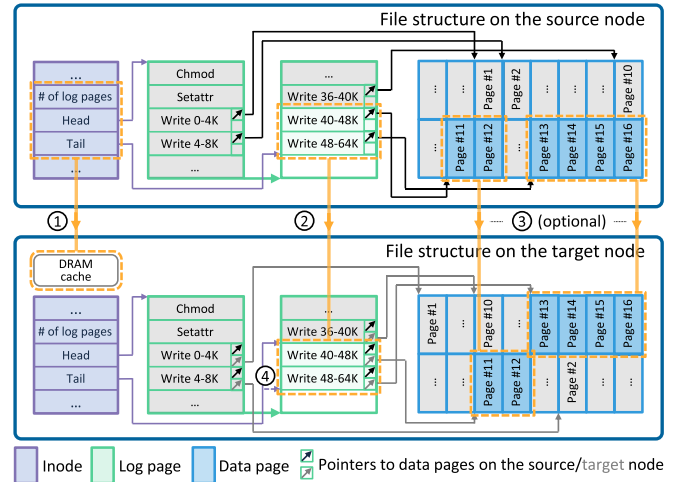 File structure on the source node
...
# of log pages
Head
Tail
...
Chmod
Setattr
Write 0-4K
Write 4-8K
...
...
Write 36-40K
Write 40-48K
Write 48-64K
...
...
Page #1
Page #2
...
...
...
Page #10
...
Page #11
Page #12
...
Page #13
Page #14
Page #15
Page #16
1
2
3 (optional)
File structure on the target node
DRAM
cache
...
# of log pages
Head
Tail
...
Chmod
Setattr
Write 0-4K
Write 4-8K
...
...
Write 36-40K
Write 40-48K
Write 48-64K
4
Page #1
...
Page #10
...
Page #13
Page #14
Page #15
Page #16
...
...
Page #11
Page #12
...
Page #2
...
...
Inode
Log page
Data page
Pointers to data pages on the source/target node